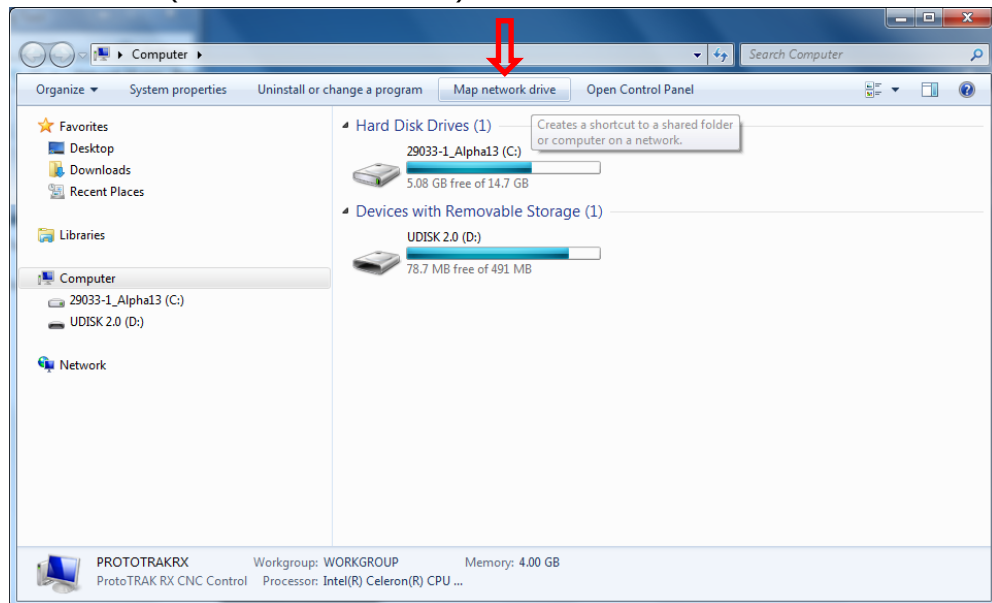 Computer
Search Computer
Organize
System properties
Uninstall or change a program
Map network drive
Open Control Panel
Favorites
Desktop
Downloads
Recent Places
Libraries
Computer
29033-1_Alpha13 (C:)
UDISK 2.0 (D:)
Network
Hard Disk Drives (1)
Creates a shortcut to a shared folder
or computer on a network.
29033-1_Alpha13 (C:)
5.08 GB free of 14.7 GB
Devices with Removable Storage (1)
UDISK 2.0 (D:)
78.7 MB free of 491 MB
PROTOTRAKRX Workgroup: WORKGROUP Memory: 4.00 GB
ProtoTRAK RX CNC Control Processor: Intel(R) Celeron(R) CPU ...